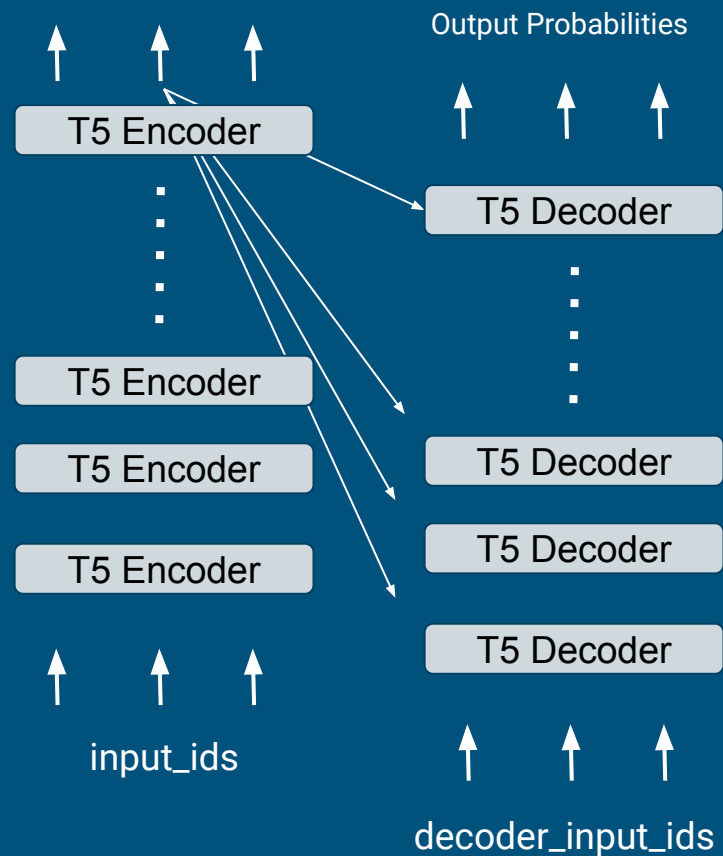 Output Probabilities
T5 Encoder
T5 Encoder
T5 Encoder
T5 Encoder
input_ids
T5 Decoder
T5 Decoder
T5 Decoder
T5 Decoder
decoder_input_ids